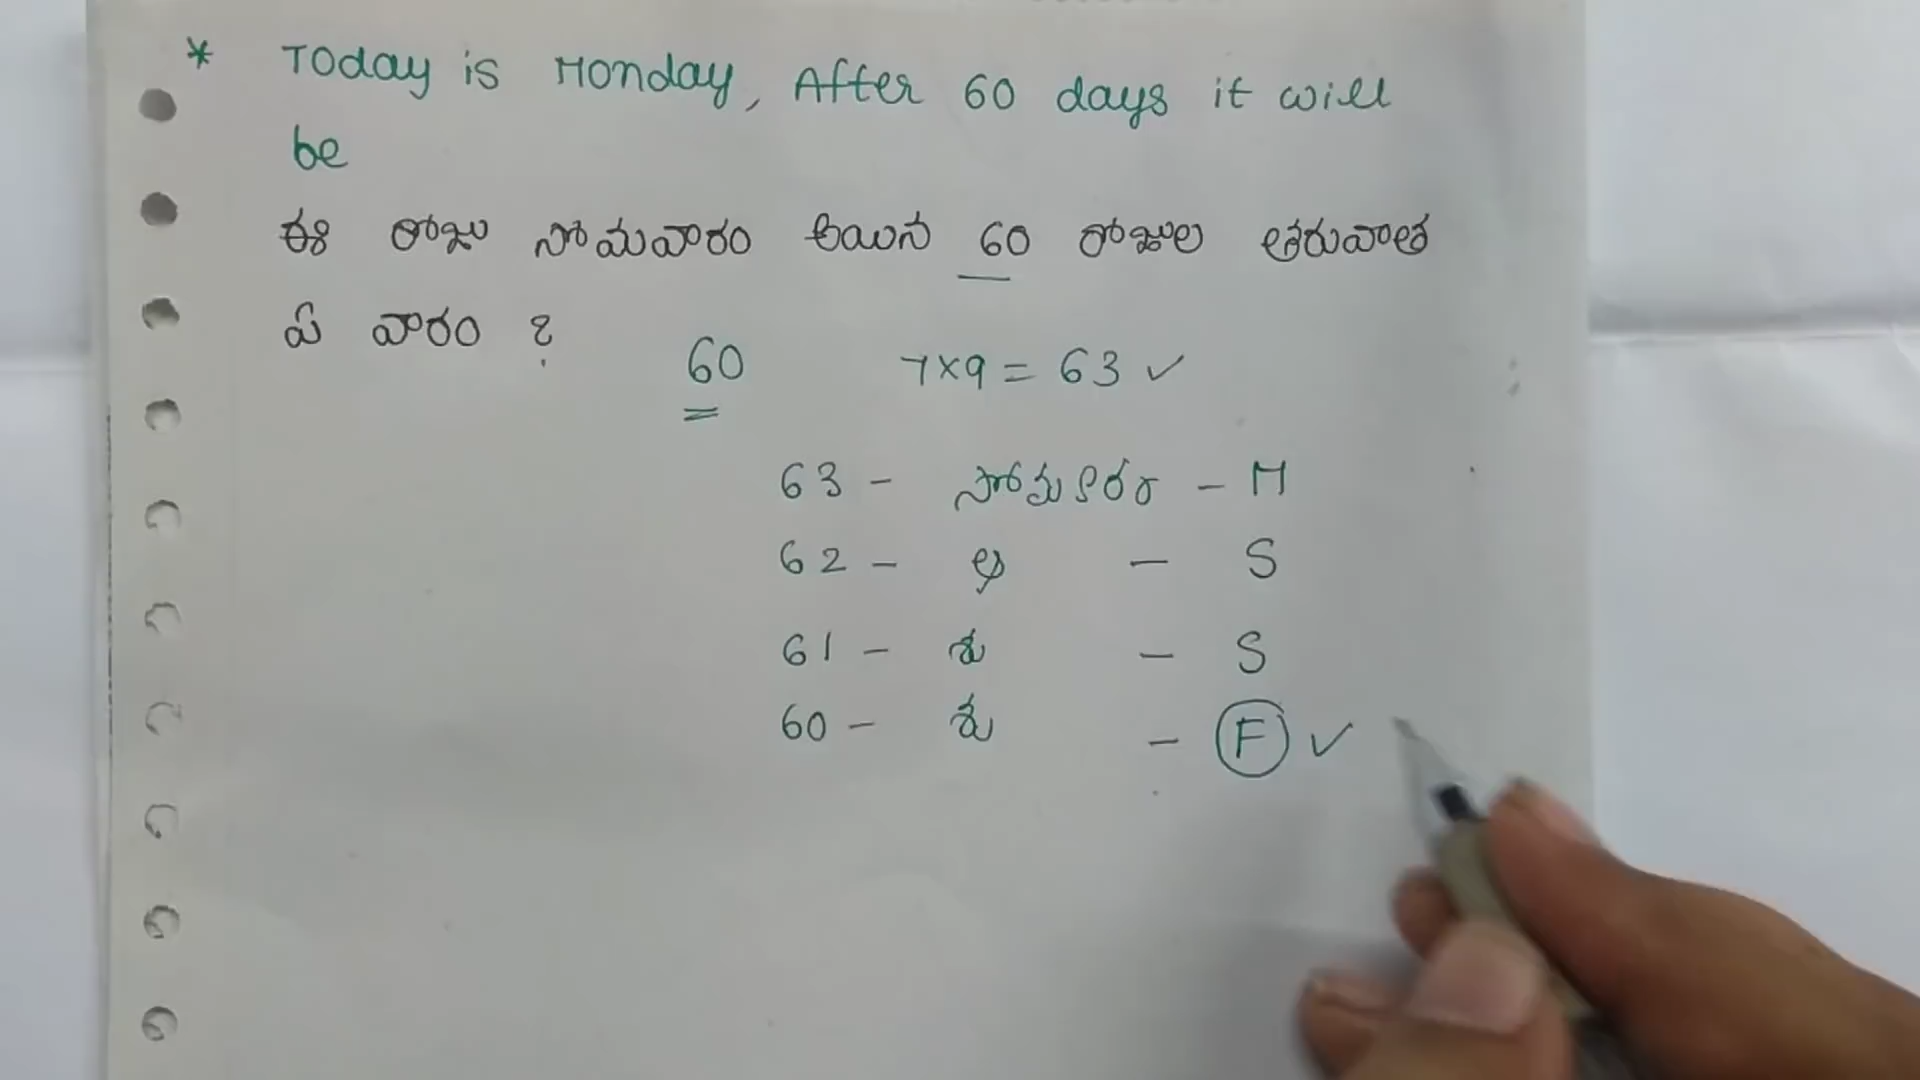 * Today is Monday, After 60 days it will
be
ఈ రోజు సోమవారం అయిన 60 రోజుల తరువాత
ఏ వారం ?
60 7×9 = 63 ✓
63 - సోమవారం - M
62 - ఆ - S
61 - శ - S
60 - శు - F ✓